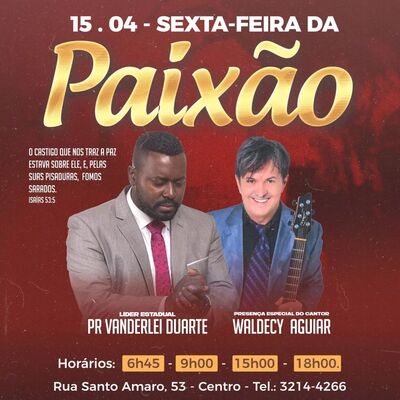 15 . 04 - SEXTA-FEIRA DA
Paixão
O CASTIGO QUE NOS TRAZ A PAZ
ESTAVA SOBRE ELE, E, PELAS
SUAS PISADURAS, FOMOS
SARADOS.
ISAÍAS 53:5
LÍDER ESTADUAL
PR VANDERLEI DUARTE
PRESENÇA ESPECIAL DO CANTOR
WALDECY AGUIAR
Horários: 6h45 - 9h00 - 15h00 - 18h00.
Rua Santo Amaro, 53 - Centro - Tel.: 3214-4266